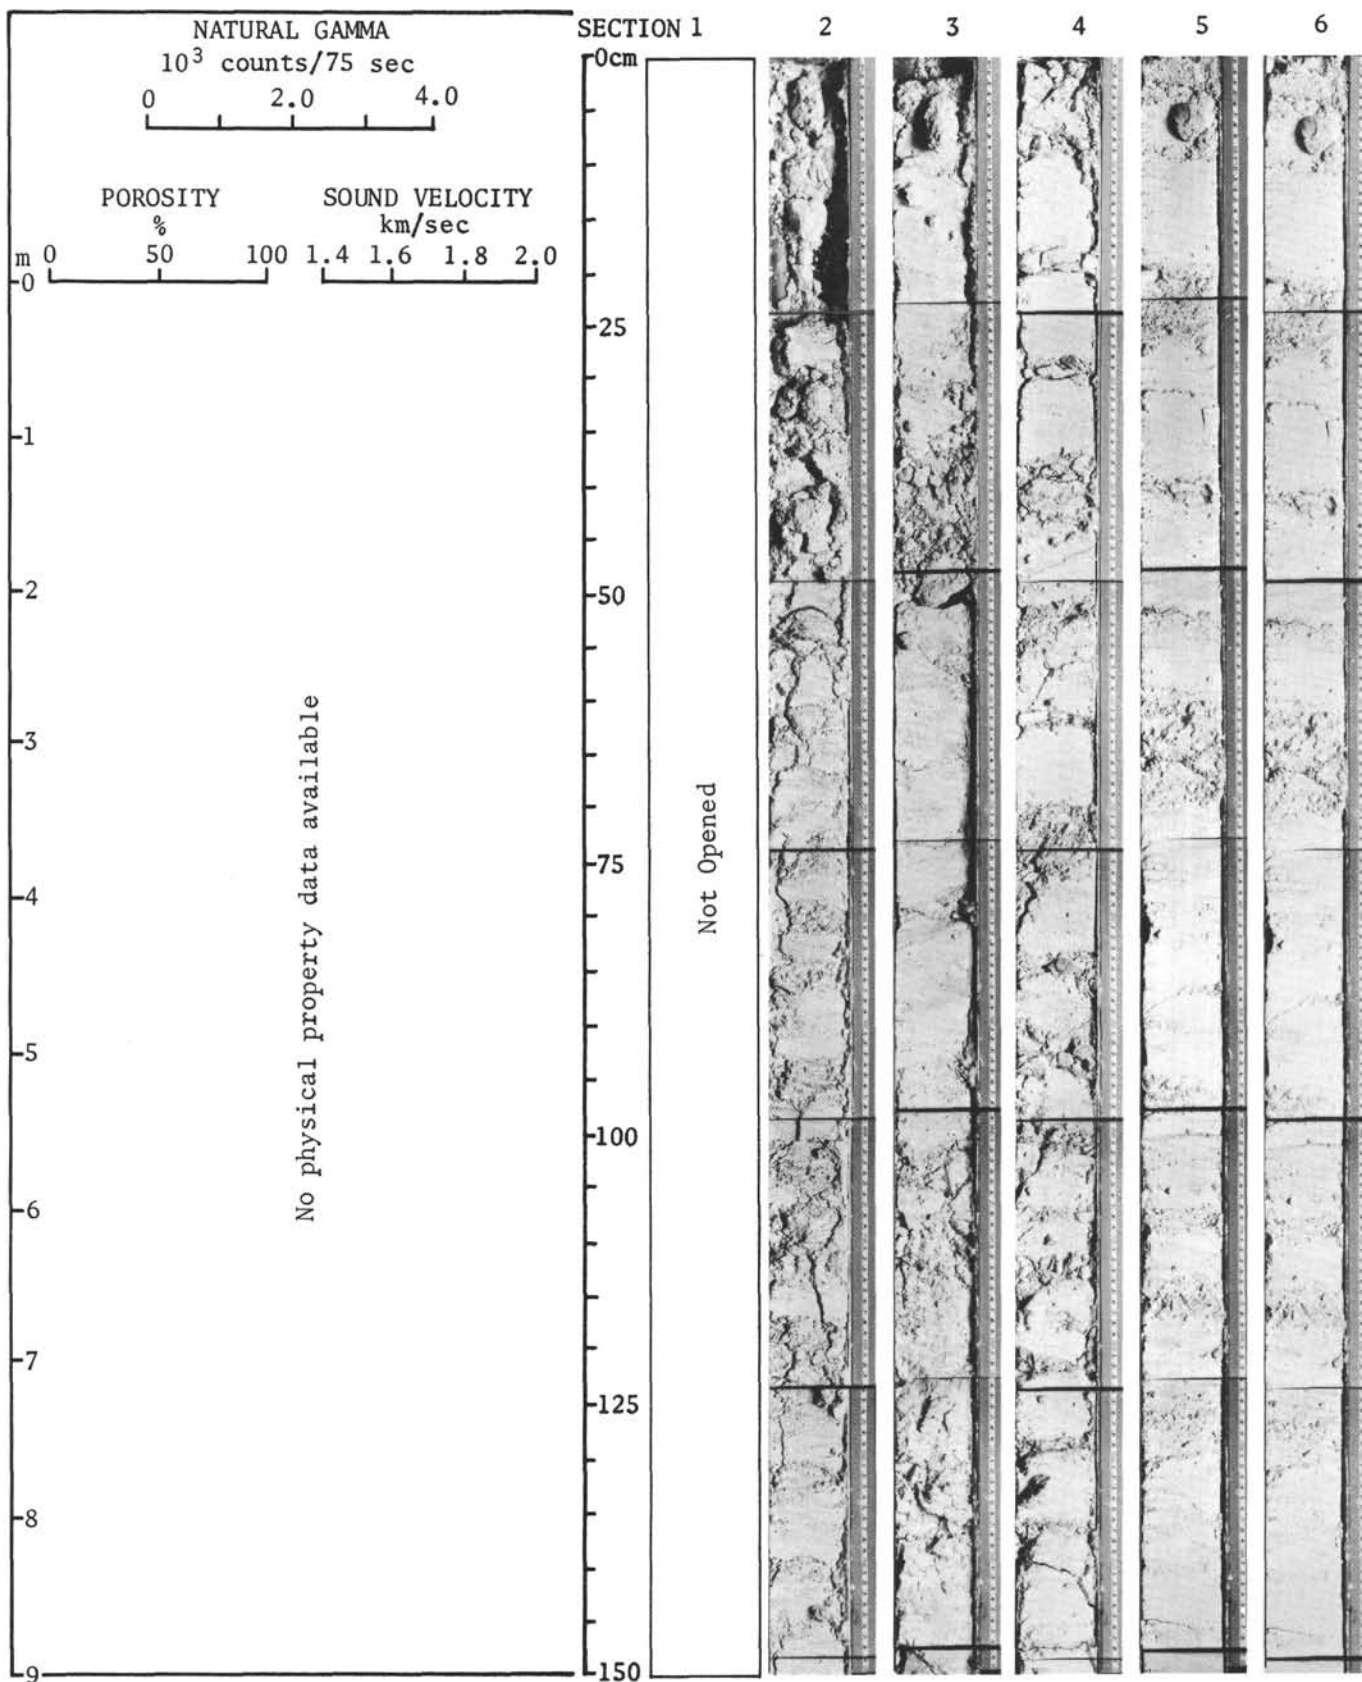 NATURAL GAMMA
10³ counts/75 sec
0 2.0 4.0
POROSITY
%
SOUND VELOCITY
km/sec
m 0 50 100 1.4 1.6 1.8 2.0
0
1
2
3
4
5
6
7
8
9
No physical property data available
SECTION 1 2 3 4 5 6
0cm
25
50
75
100
125
150
Not Opened